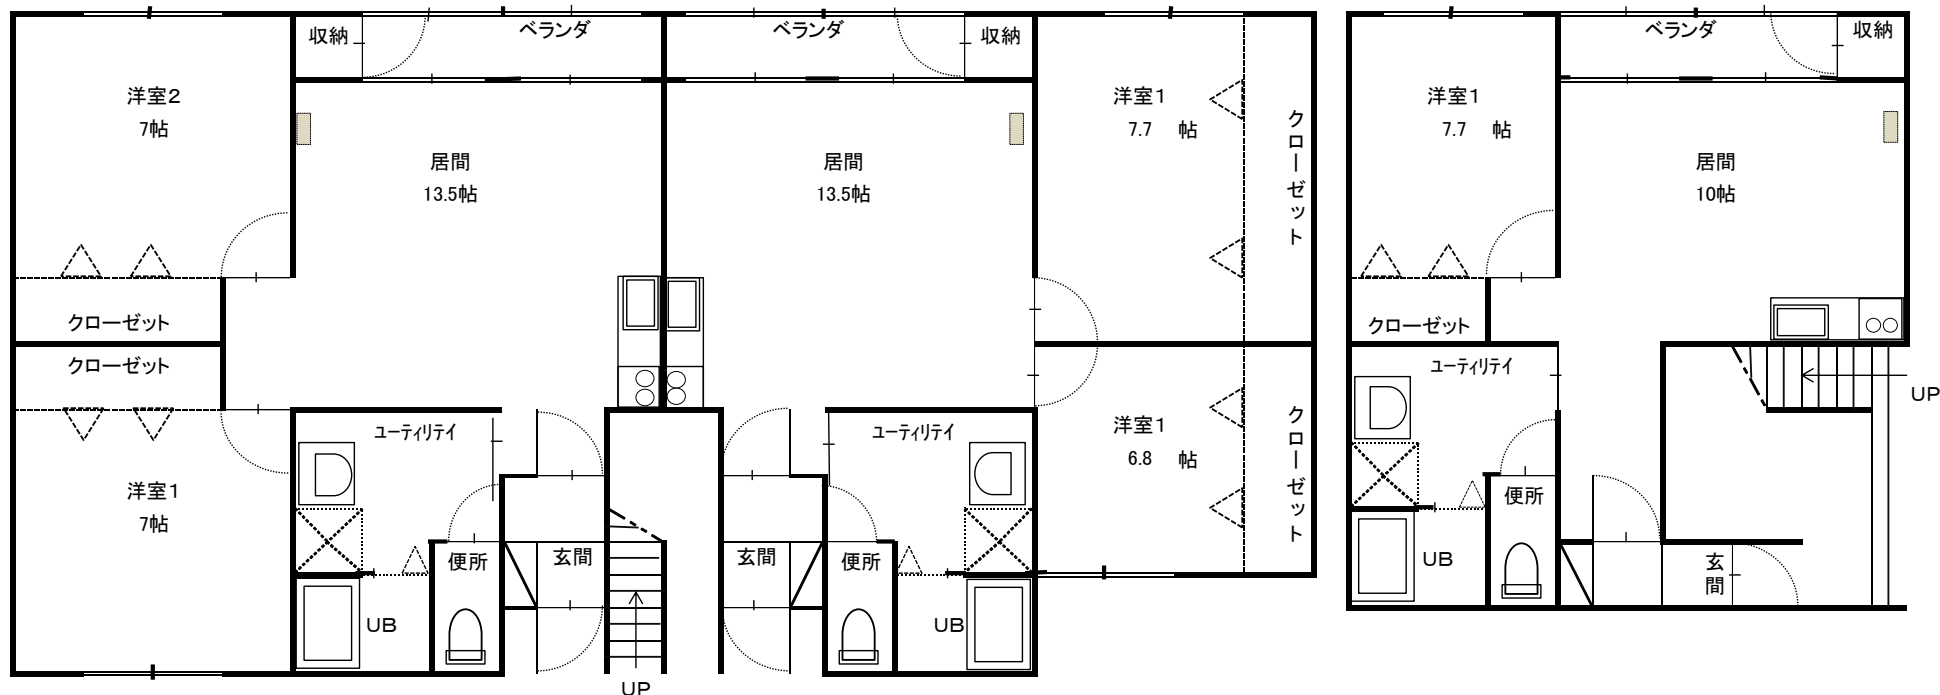 収納
ベランダ
洋室2
7帖
居間
13.5帖
クローゼット
クローゼット
洋室1
7帖
ユーティリテイ
便所
玄関
UB
UP
ベランダ
収納
居間
13.5帖
洋室1
7.7 帖
クローゼット
ユーティリテイ
玄関
便所
UB
洋室1
6.8 帖
クローゼット
ベランダ
収納
洋室1
7.7 帖
居間
10帖
クローゼット
ユーティリテイ
便所
UB
玄関
UP